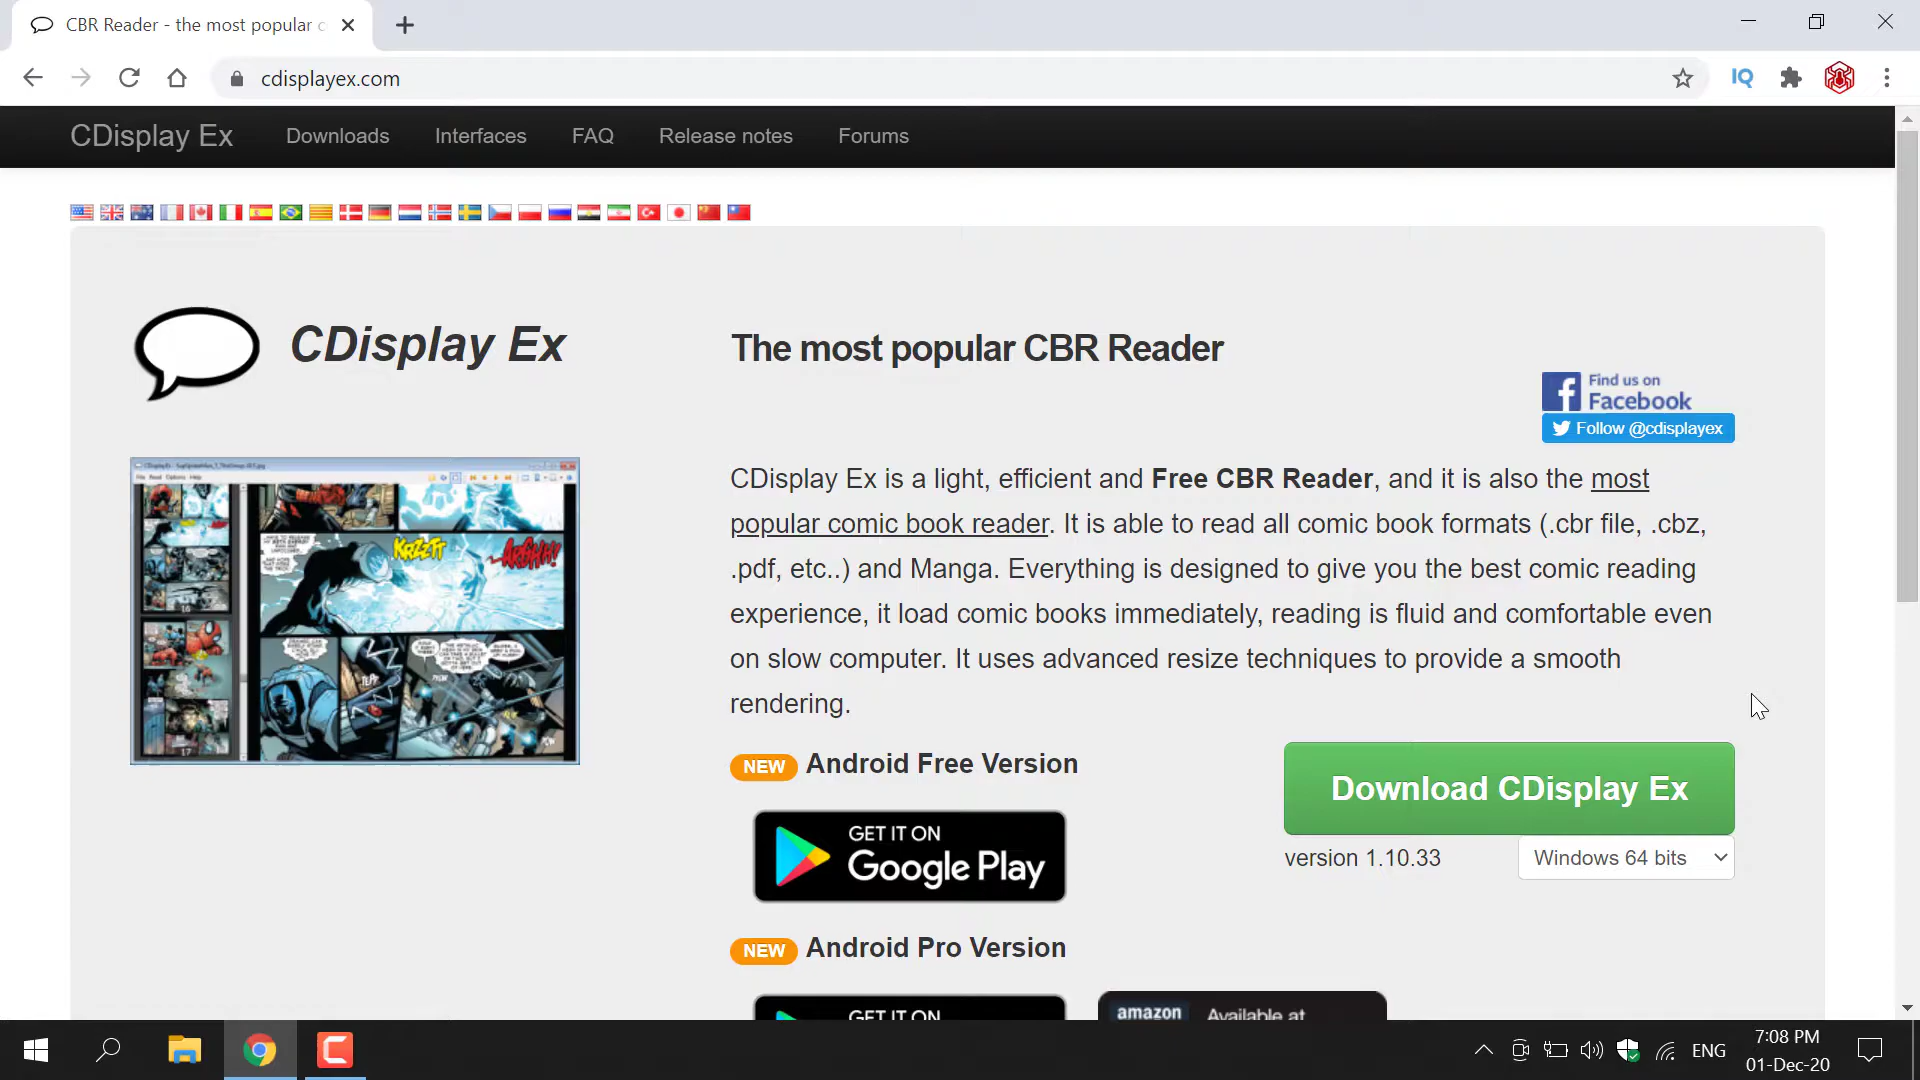 CBR Reader - the most popular c
cdisplayex.com
IQ
CDisplay Ex
Downloads
Interfaces
FAQ
Release notes
Forums
CDisplay Ex
The most popular CBR Reader
Find us on
Facebook
Follow @cdisplayex
CDisplay Ex is a light, efficient and Free CBR Reader, and it is also the most
popular comic book reader. It is able to read all comic book formats (.cbr file, .cbz,
.pdf, etc..) and Manga. Everything is designed to give you the best comic reading
experience, it load comic books immediately, reading is fluid and comfortable even
on slow computer. It uses advanced resize techniques to provide a smooth
rendering.
KRZZTT
ARGHH!
16
17
NEW Android Free Version
GET IT ON
Google Play
Download CDisplay Ex
version 1.10.33
Windows 64 bits
NEW Android Pro Version
GET IT ON
amazon
Available at
ENG
7:08 PM
01-Dec-20